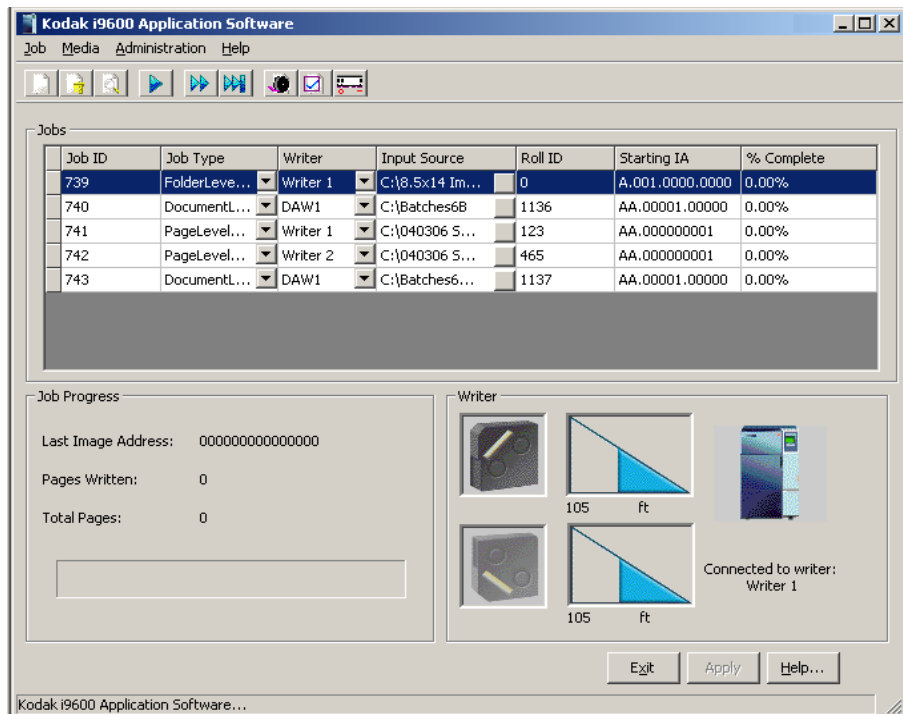 Kodak i9600 Application Software
Job Media Administration Help
Jobs
Job ID Job Type Writer Input Source Roll ID Starting IA % Complete
739 FolderLeve... Writer 1 C:\8.5x14 Im... 0 A.001.0000.0000 0.00%
740 DocumentL... DAW1 C:\Batches6B 1136 AA.00001.00000 0.00%
741 PageLevel... Writer 1 C:\040306 S... 123 AA.000000001 0.00%
742 PageLevel... Writer 2 C:\040306 S... 465 AA.000000001 0.00%
743 DocumentL... DAW1 C:\Batches6... 1137 AA.00001.00000 0.00%
Job Progress
Last Image Address: 000000000000000
Pages Written: 0
Total Pages: 0
Writer
105 ft
105 ft
Connected to writer:
Writer 1
Exit Apply Help...
Kodak i9600 Application Software...